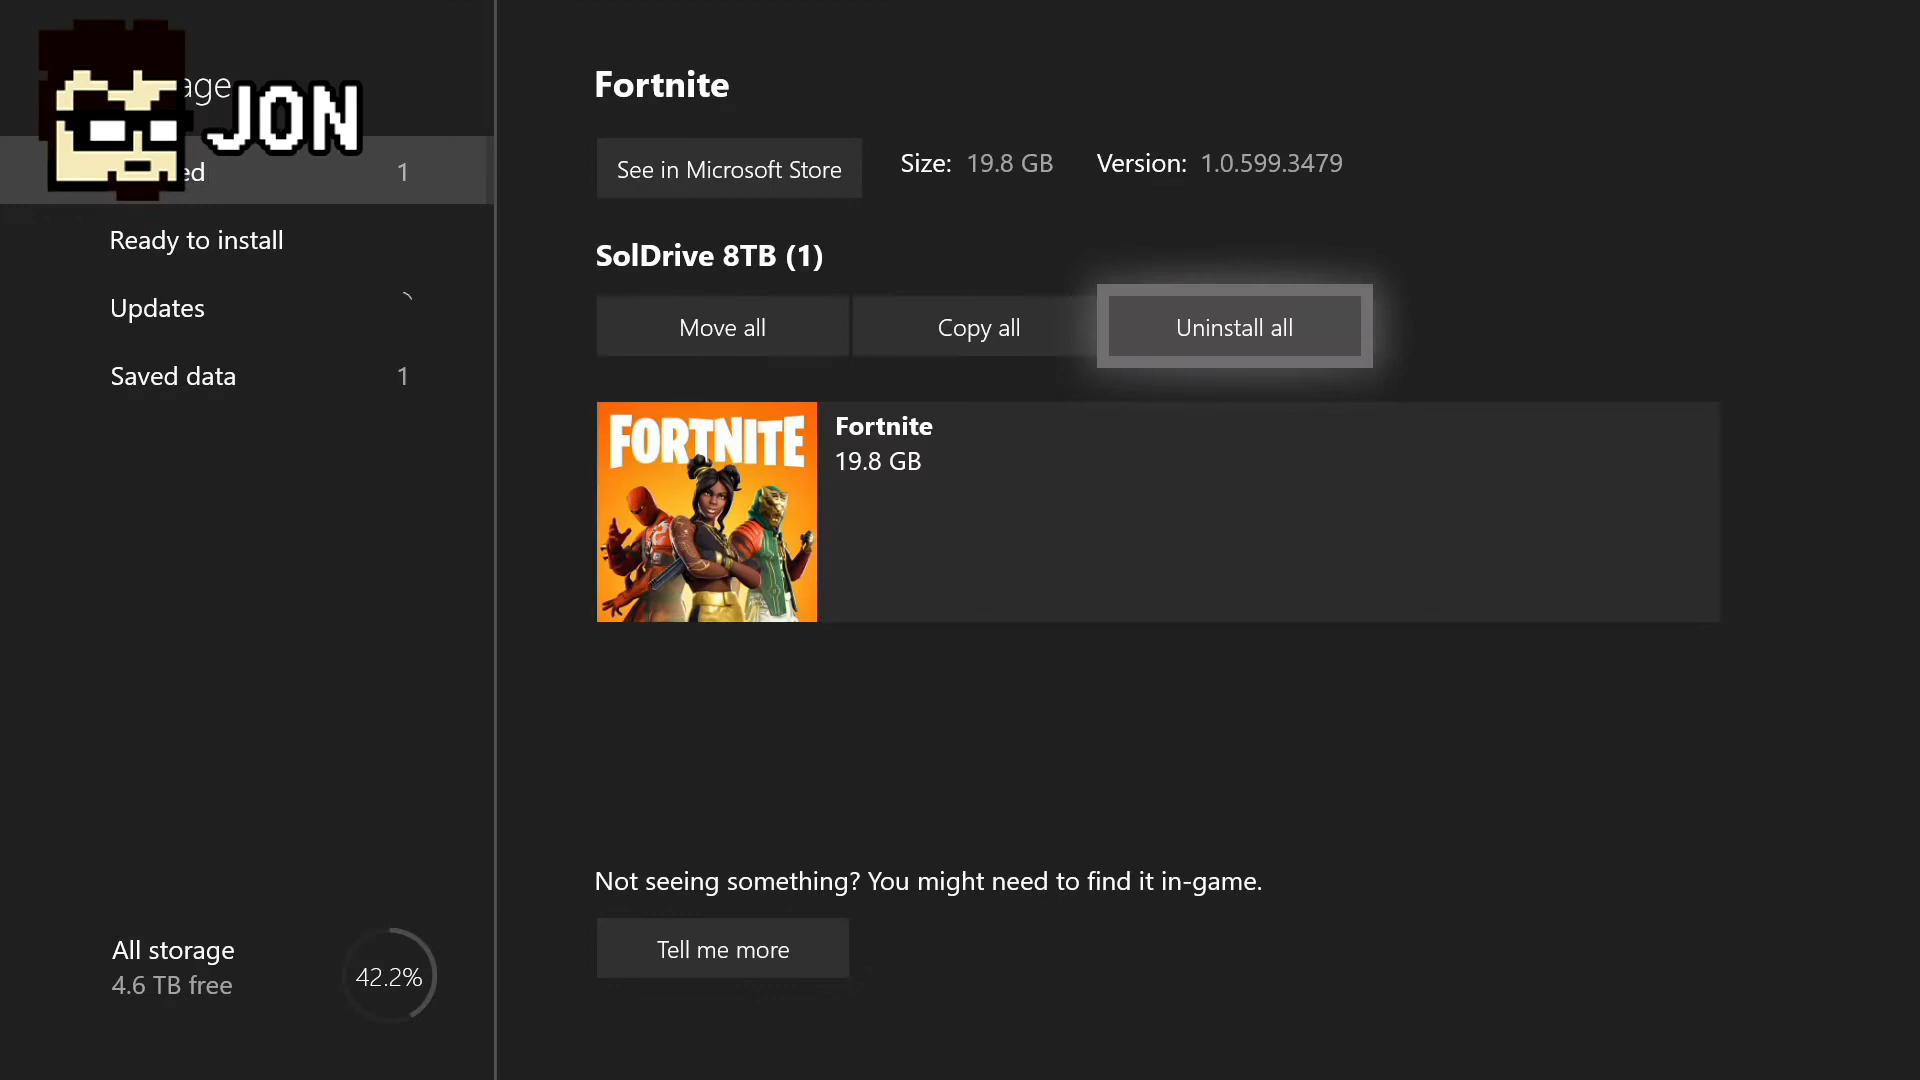 JON
Ready to install
Updates
Saved data 1
1
All storage
4.6 TB free
42.2%
Fortnite
See in Microsoft Store
Size: 19.8 GB
Version: 1.0.599.3479
SolDrive 8TB (1)
Move all
Copy all
Uninstall all
FORTNITE
Fortnite
19.8 GB
Not seeing something? You might need to find it in-game.
Tell me more